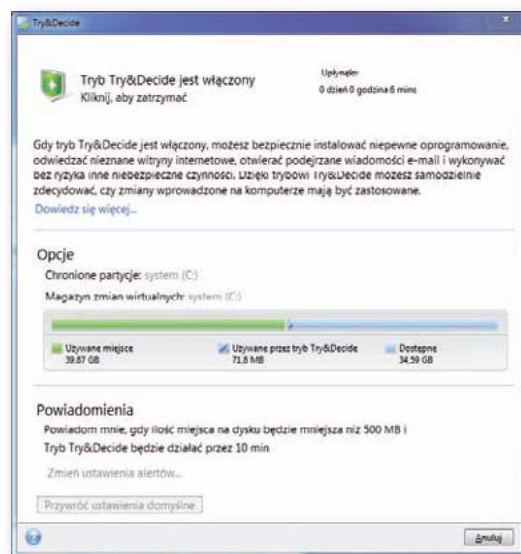 Try&Decide
Tryb Try&Decide jest włączony
Kliknij, aby zatrzymać
Upłynęło:
0 dzień 0 godzina 6 mins
Gdy tryb Try&Decide jest włączony, możesz bezpiecznie instalować niepewne oprogramowanie,
odwiedzać nieznane witryny internetowe, otwierać podejrzane wiadomości e-mail i wykonywać
bez ryzyka inne niebezpieczne czynności. Dzięki trybowi Try&Decide możesz samodzielnie
zdecydować, czy zmiany wprowadzone na komputerze mają być zastosowane.
Dowiedz się więcej...
Opcje
Chronione partycje: system (C:)
Magazyn zmian wirtualnych: system (C:)
Używane miejsce
39,87 GB
Używane przez tryb Try&Decide
71,8 MB
Dostępne
34,59 GB
Powiadomienia
Powiadom mnie, gdy ilość miejsca na dysku będzie mniejsza niż 500 MB i
Tryb Try&Decide będzie działać przez 10 min
Zmień ustawienia alertów...
Przywróć ustawienia domyślne
Anuluj